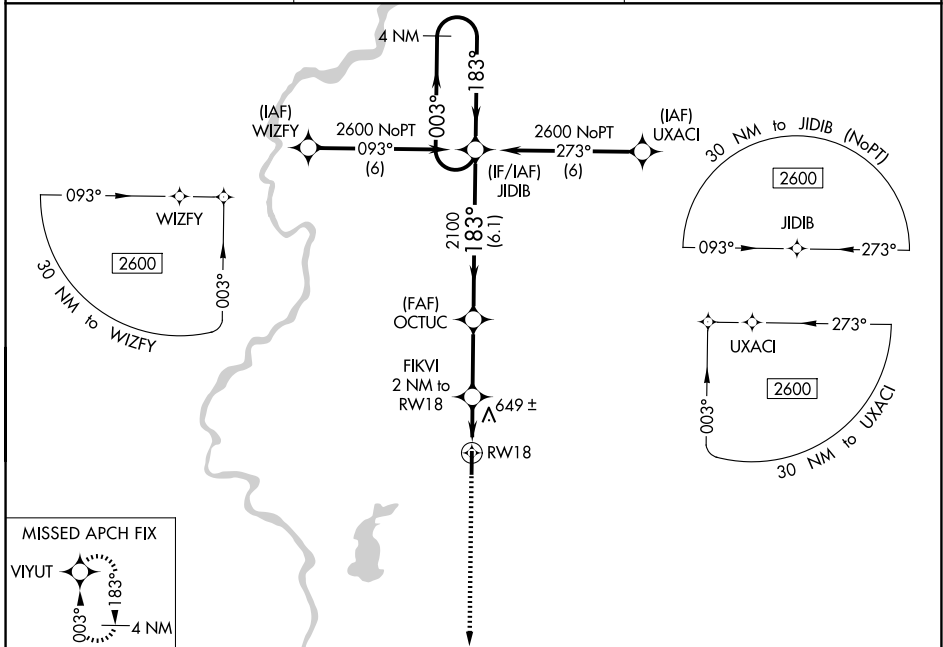 4 NM
003°
183°
(IAF)
WIZFY
2600 NoPT
093°
(6)
2600 NoPT
273°
(6)
(IAF)
UXACI
(IF/IAF)
JIDIB
2100
183°
(6.1)
(FAF)
OCTUC
FIKVI
2 NM to
RW18
649 ±
RW18
093°
WIZFY
2600
003°
30 NM to WIZFY
30 NM to JIDIB (NoPT)
2600
JIDIB
093°
273°
273°
UXACI
2600
003°
30 NM to UXACI
MISSED APCH FIX
VIYUT
183°
003°
4 NM